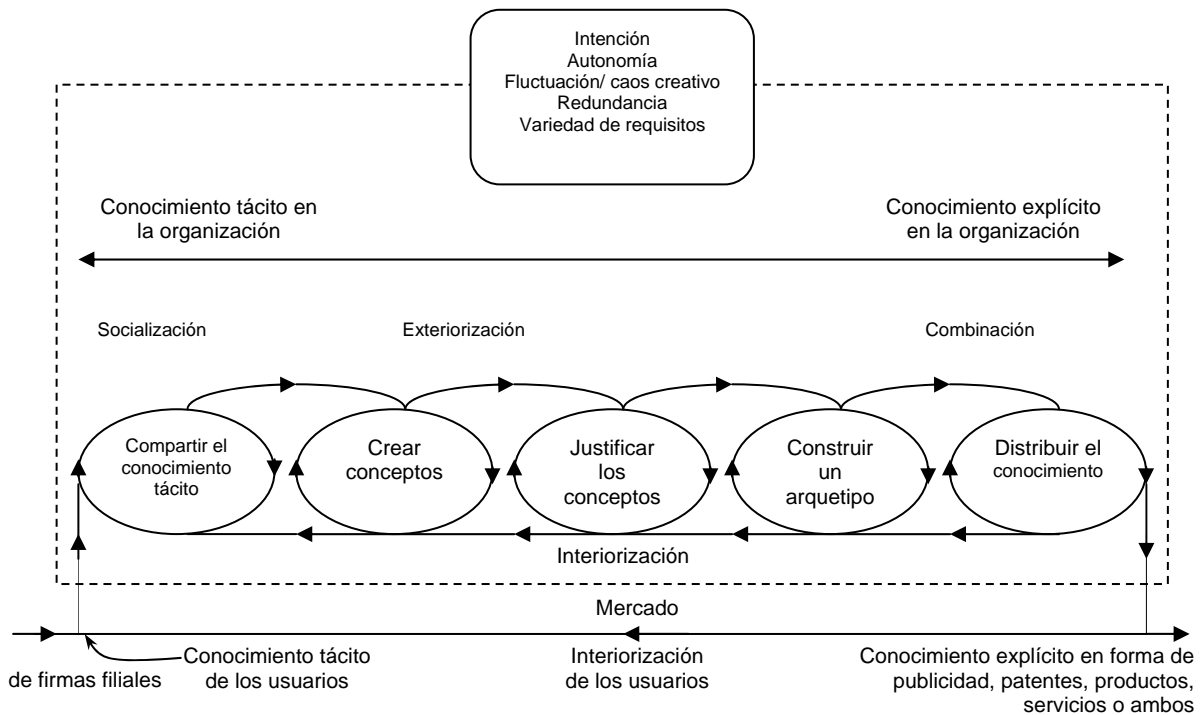 Intención
Autonomía
Fluctuación/ caos creativo
Redundancia
Variedad de requisitos
Conocimiento tácito en
la organización
Conocimiento explícito
en la organización
Socialización
Exteriorización
Combinación
Compartir el
conocimiento
tácito
Crear
conceptos
Justificar
los
conceptos
Construir
un
arquetipo
Distribuir el
conocimiento
Interiorización
Mercado
de firmas filiales
Conocimiento tácito
de los usuarios
Interiorización
de los usuarios
Conocimiento explícito en forma de
publicidad, patentes, productos,
servicios o ambos